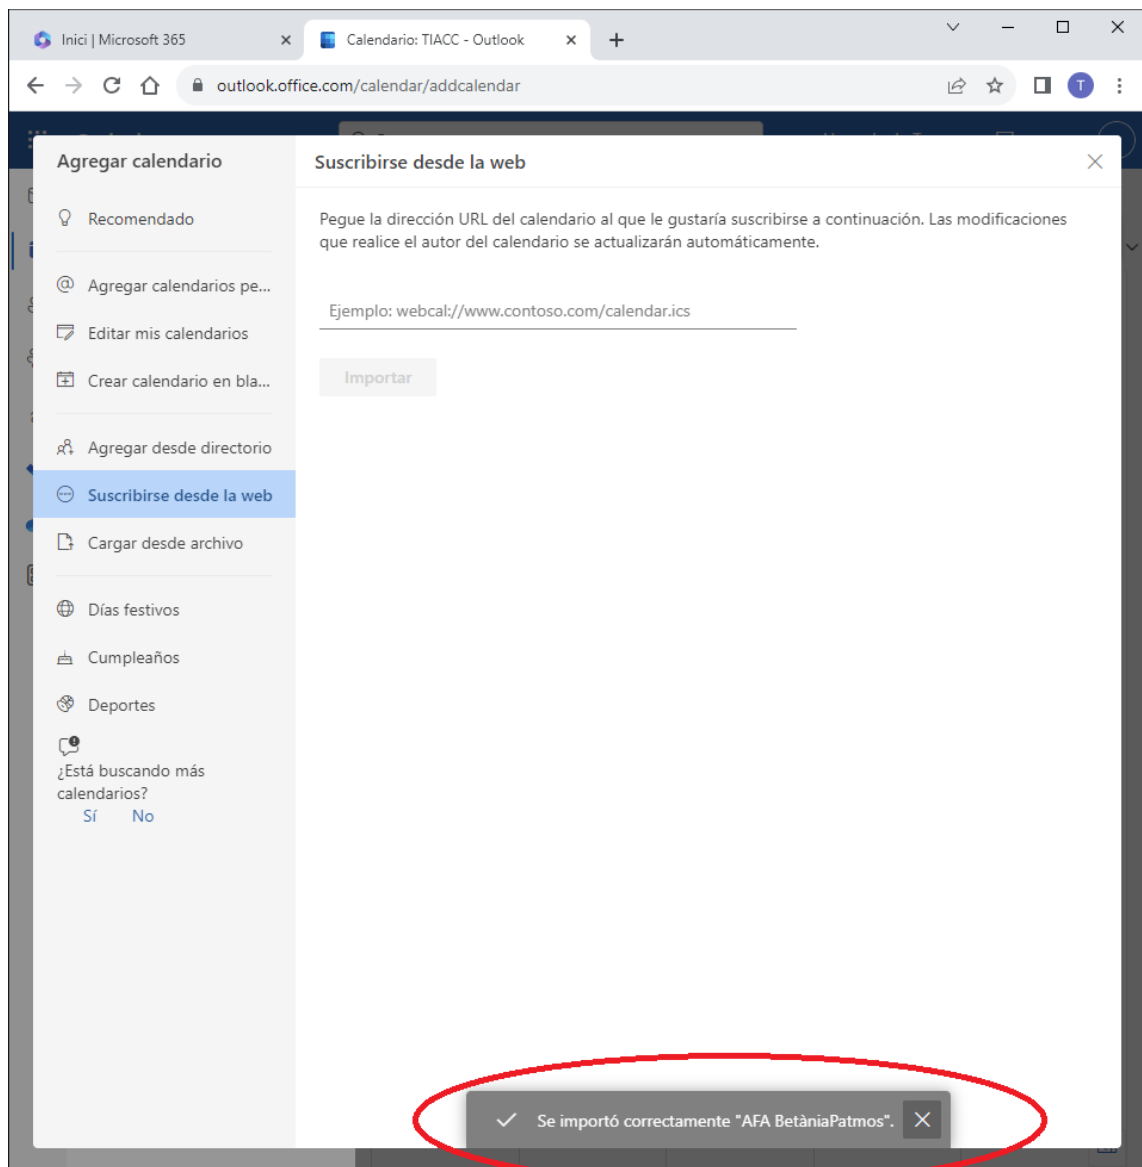 Inici | Microsoft 365
Calendario: TIACC - Outlook
outlook.office.com/calendar/addcalendar
T
Agregar calendario
Recomendado
Agregar calendarios pe...
Editar mis calendarios
Crear calendario en bla...
Agregar desde directorio
Suscribirse desde la web
Cargar desde archivo
Días festivos
Cumpleaños
Deportes
¿Está buscando más
calendarios?
Sí No
Suscribirse desde la web
Pegue la dirección URL del calendario al que le gustaría suscribirse a continuación. Las modificaciones
que realice el autor del calendario se actualizarán automáticamente.
Ejemplo: webcal://www.contoso.com/calendar.ics
Importar
Se importó correctamente "AFA BetàniaPatmos".